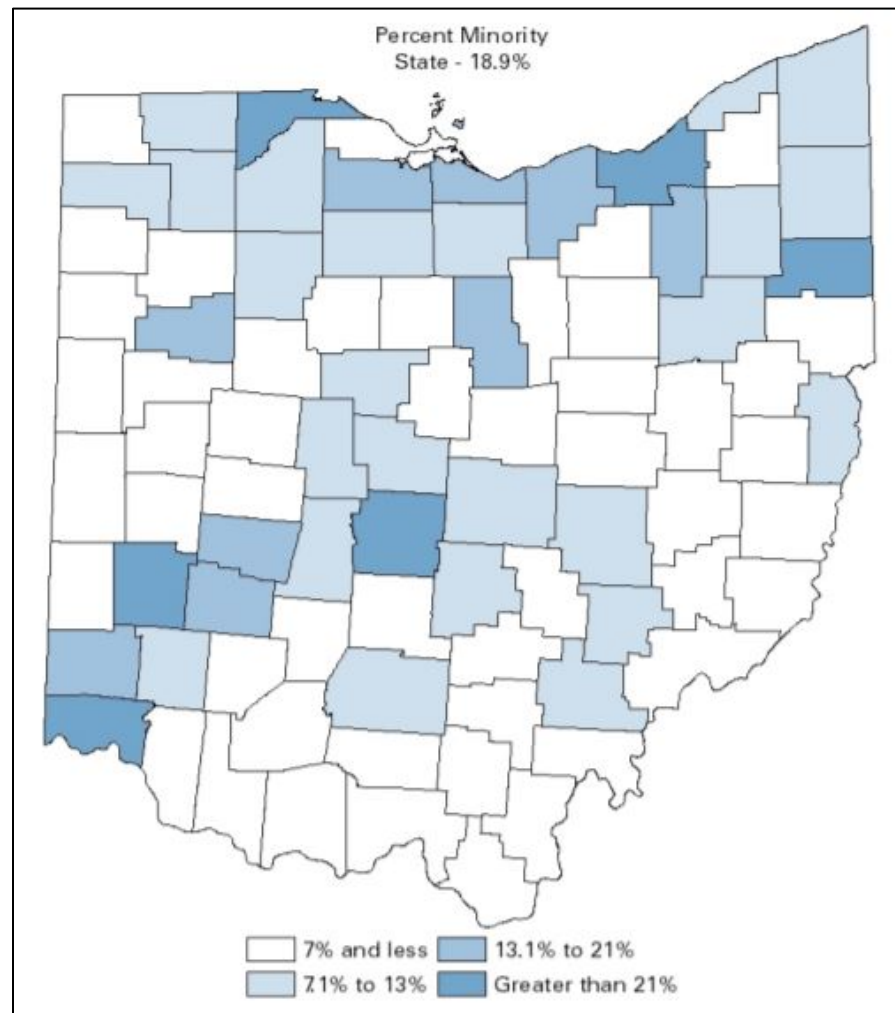 Percent Minority
State - 18.9%
7% and less
13.1% to 21%
7.1% to 13%
Greater than 21%